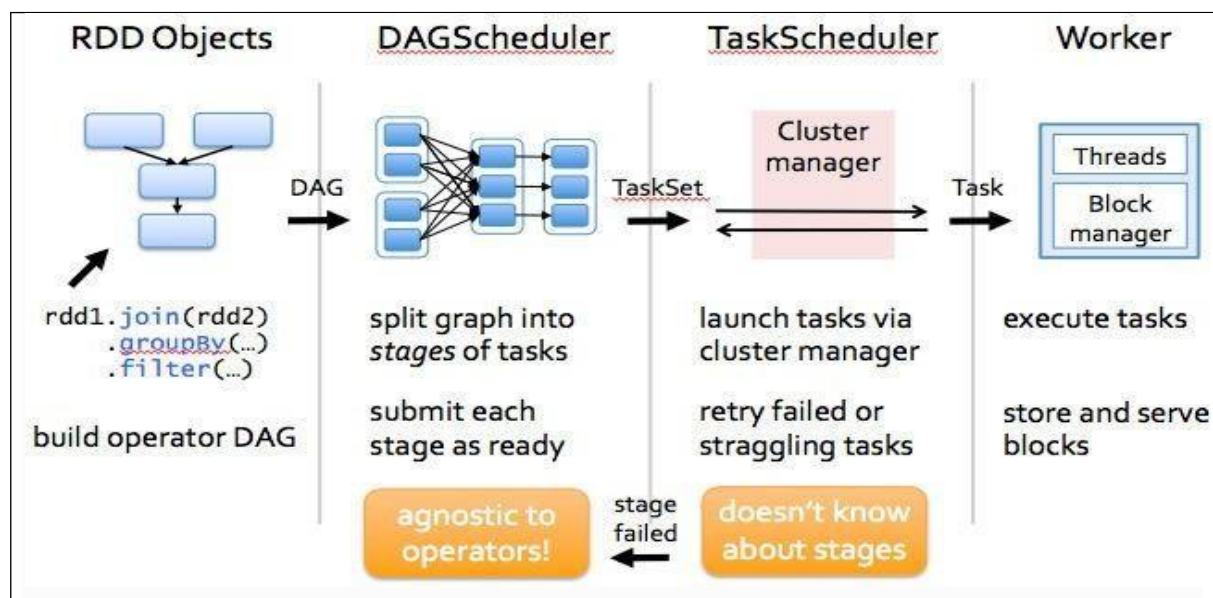 RDD Objects
DAGScheduler
TaskScheduler
Worker
DAG
TaskSet
Cluster
manager
Task
Threads
Block
manager
rdd1.join(rdd2)
.groupBy(…)
.filter(…)
build operator DAG
split graph into
stages of tasks
submit each
stage as ready
agnostic to
operators!
launch tasks via
cluster manager
retry failed or
straggling tasks
stage
failed
doesn't know
about stages
execute tasks
store and serve
blocks